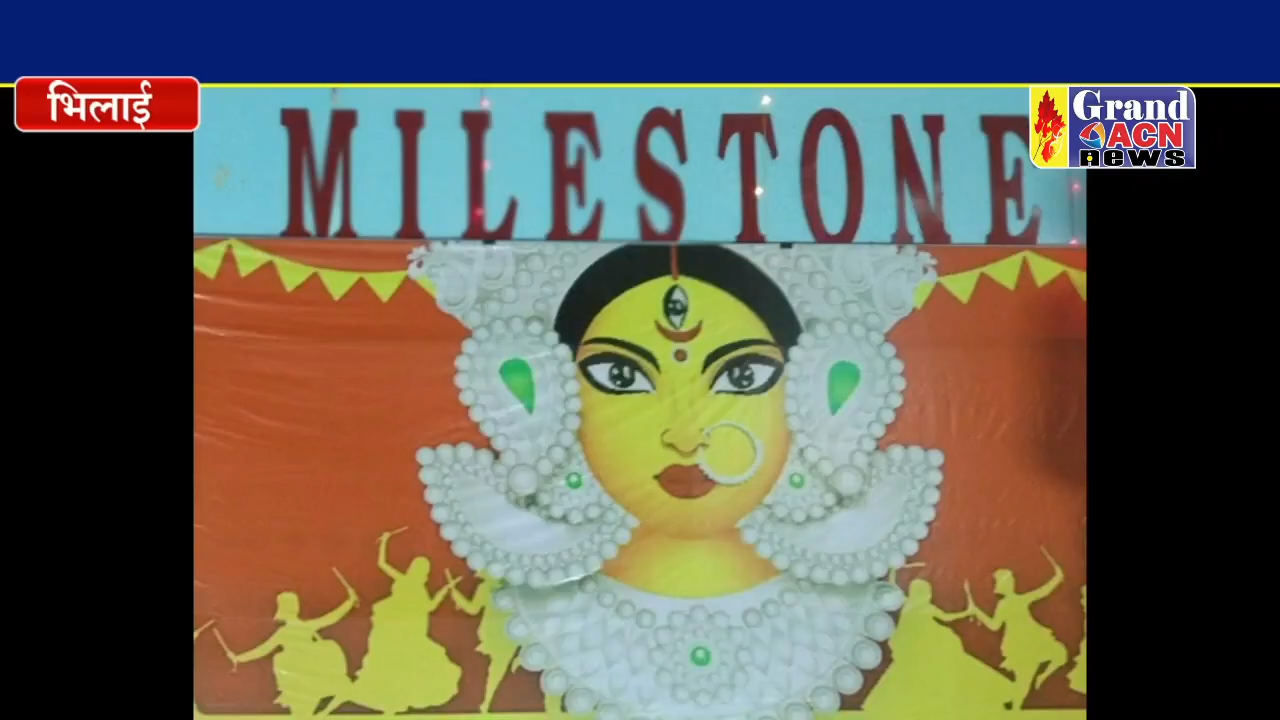 भिलाई
MILESTONE
Grand
ACN
news